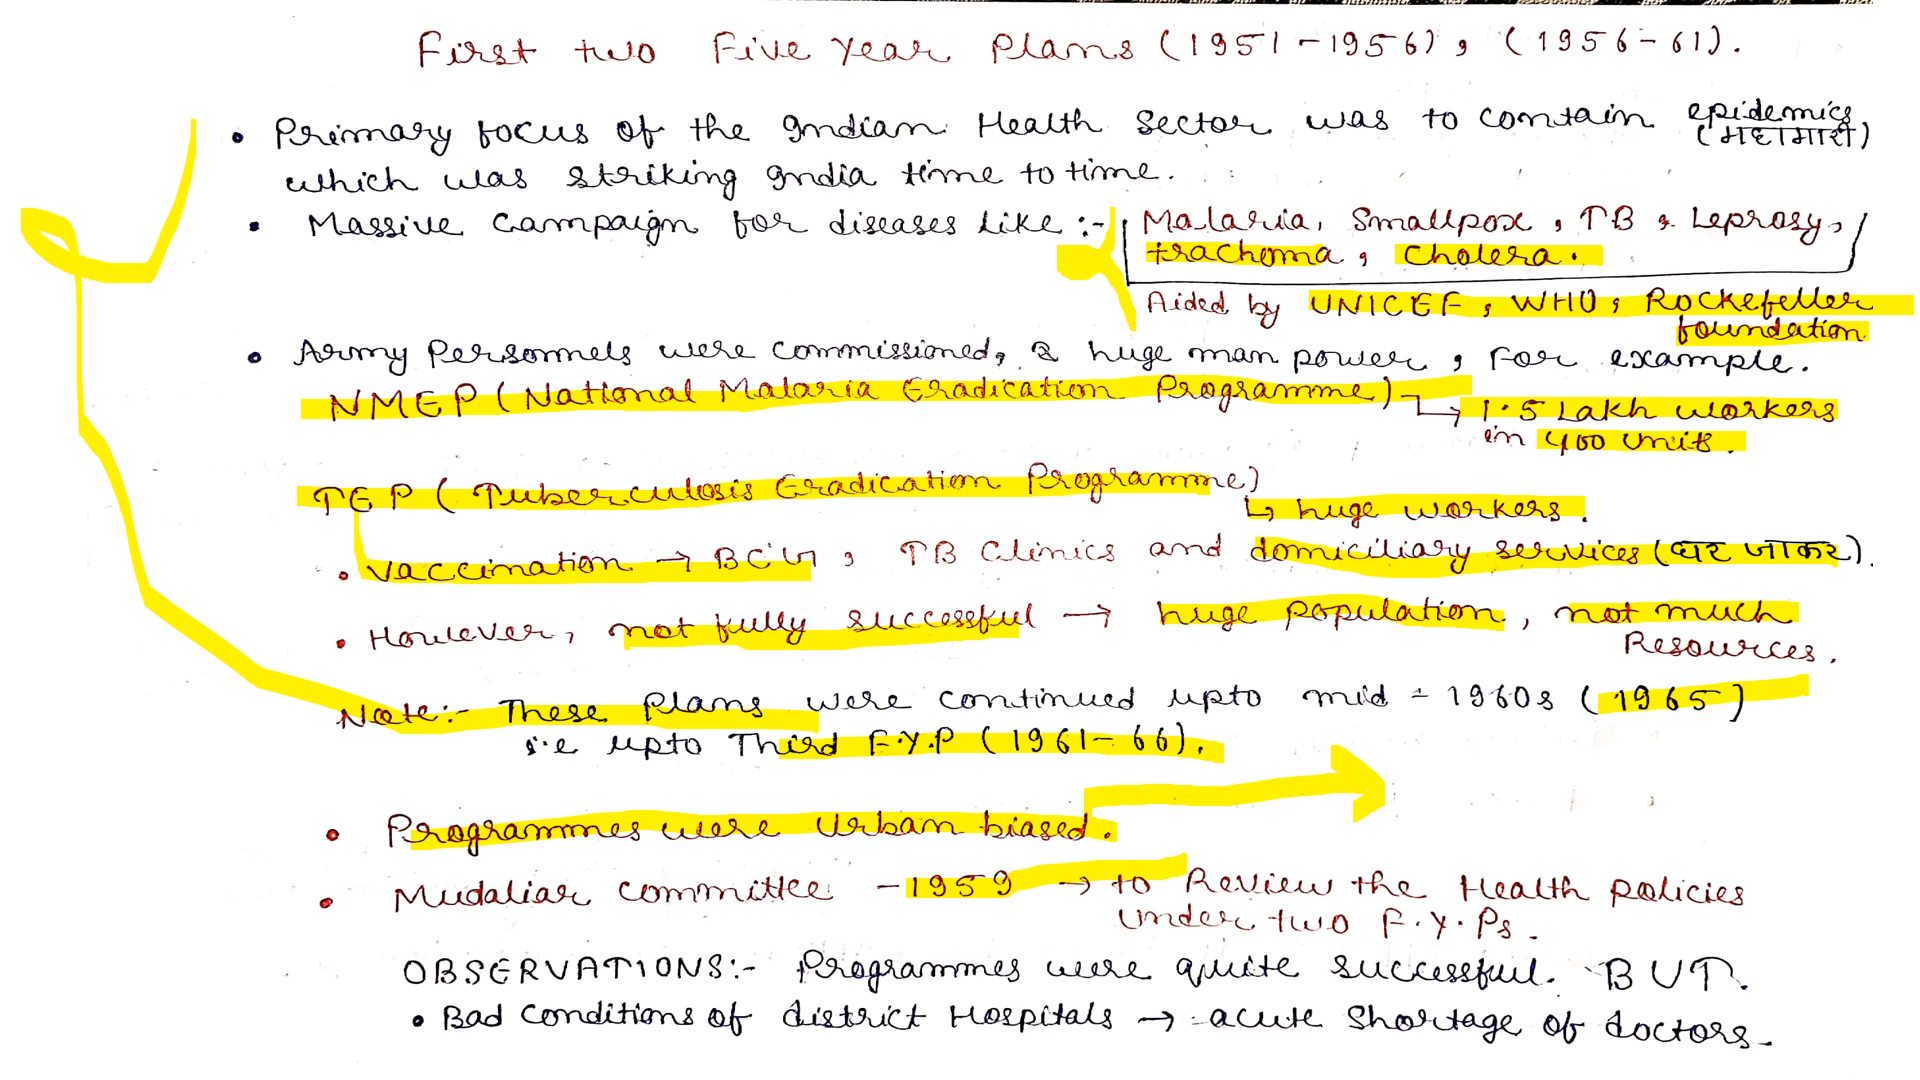 First two Five Year Plans (1951-1956), (1956-61).
• Primary focus of the Indian Health Sector was to contain epidemics,
(महामारी)
which was striking India time to time.
• Massive Campaign for diseases like :- Malaria, Smallpox, TB, Leprosy,
trachoma, Cholera.
Aided by UNICEF, WHO, Rockefeller
foundation.
• Army Personnels were commissioned, & huge man power, For example.
NMEP (National Malaria Eradication Programme) ↳ 1.5 Lakh workers
in 400 units.
TEP (Tuberculosis Eradication Programme)
↳ huge workers.
• Vaccination → BCG, TB Clinics and domiciliary services (घर जाकर).
• However, not fully successful → huge population, not much
Resources.
Note:- These Plans were continued upto mid - 1960s (1965)
i.e upto Third F.Y.P (1961-66).
• Programmes were Urban biased.
• Mudaliar committee - 1959 → to Review the Health policies
under two F.Y.Ps.
OBSERVATIONS:- Programmes were quite successful. BUT.
• Bad Conditions of district Hospitals → acute Shortage of doctors.